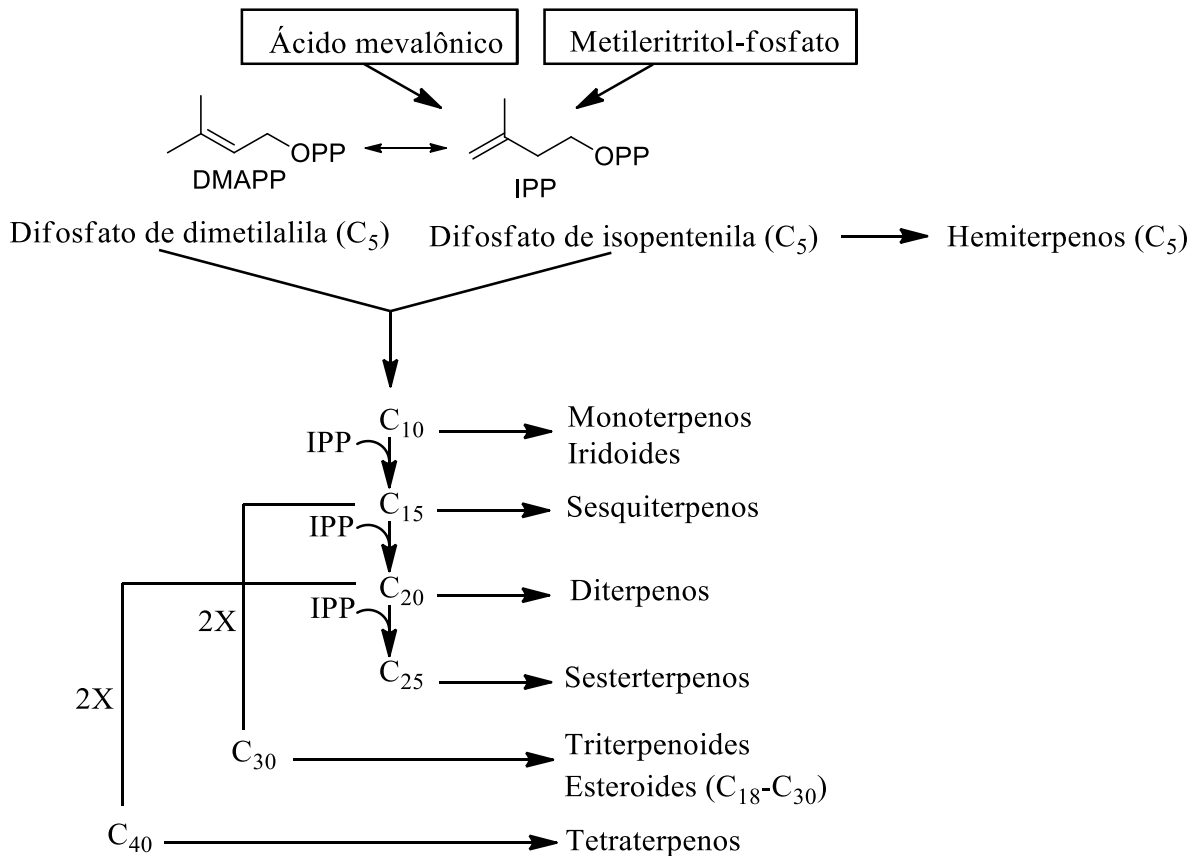 Ácido mevalônico
Metileritritol-fosfato
OPP
DMAPP
OPP
IPP
Difosfato de dimetilalila (C5)
Difosfato de isopentenila (C5)
Hemiterpenos (C5)
C10
Monoterpenos
Iridoides
IPP
C15
Sesquiterpenos
IPP
C20
Diterpenos
IPP
2X
C25
Sesterterpenos
2X
C30
Triterpenoides
Esteroides (C18-C30)
C40
Tetraterpenos